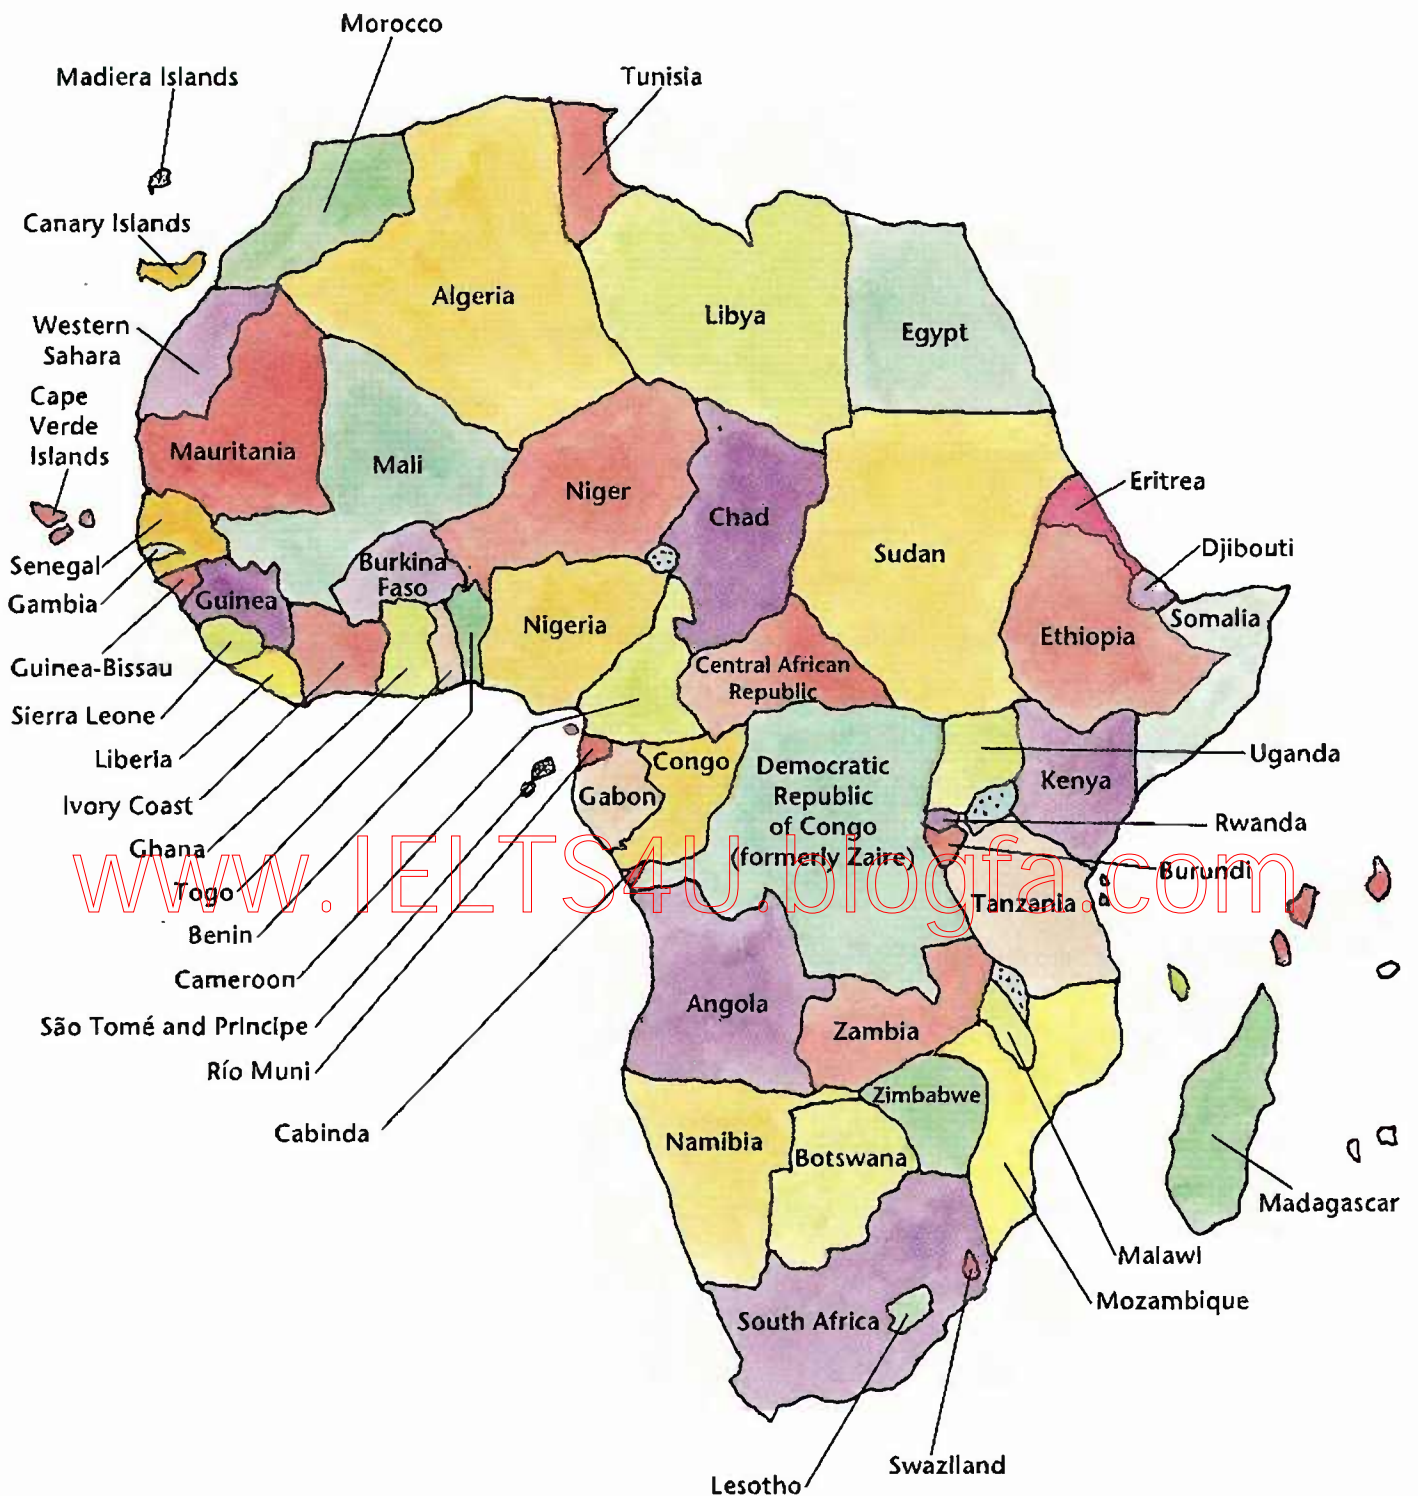 Morocco
Madiera Islands
Tunisia
Canary Islands
Algeria
Libya
Egypt
Western
Sahara
Cape
Verde
Islands
Mauritania
Mali
Niger
Chad
Sudan
Eritrea
Djibouti
Senegal
Gambia
Burkina
Faso
Guinea
Nigeria
Ethiopia
Somalia
Guinea-Bissau
Central African
Republic
Sierra Leone
Liberia
Uganda
Congo
Gabon
Democratic
Republic
of Congo
(formerly Zaire)
Kenya
Ivory Coast
Rwanda
Ghana
www.IELTS4U.blogfa.com
Burundi
Togo
Tanzania
Benin
Cameroon
Angola
São Tomé and Príncipe
Zambia
Río Muni
Zimbabwe
Cabinda
Namibia
Botswana
Madagascar
Malawi
Mozambique
South Africa
Swaziland
Lesotho